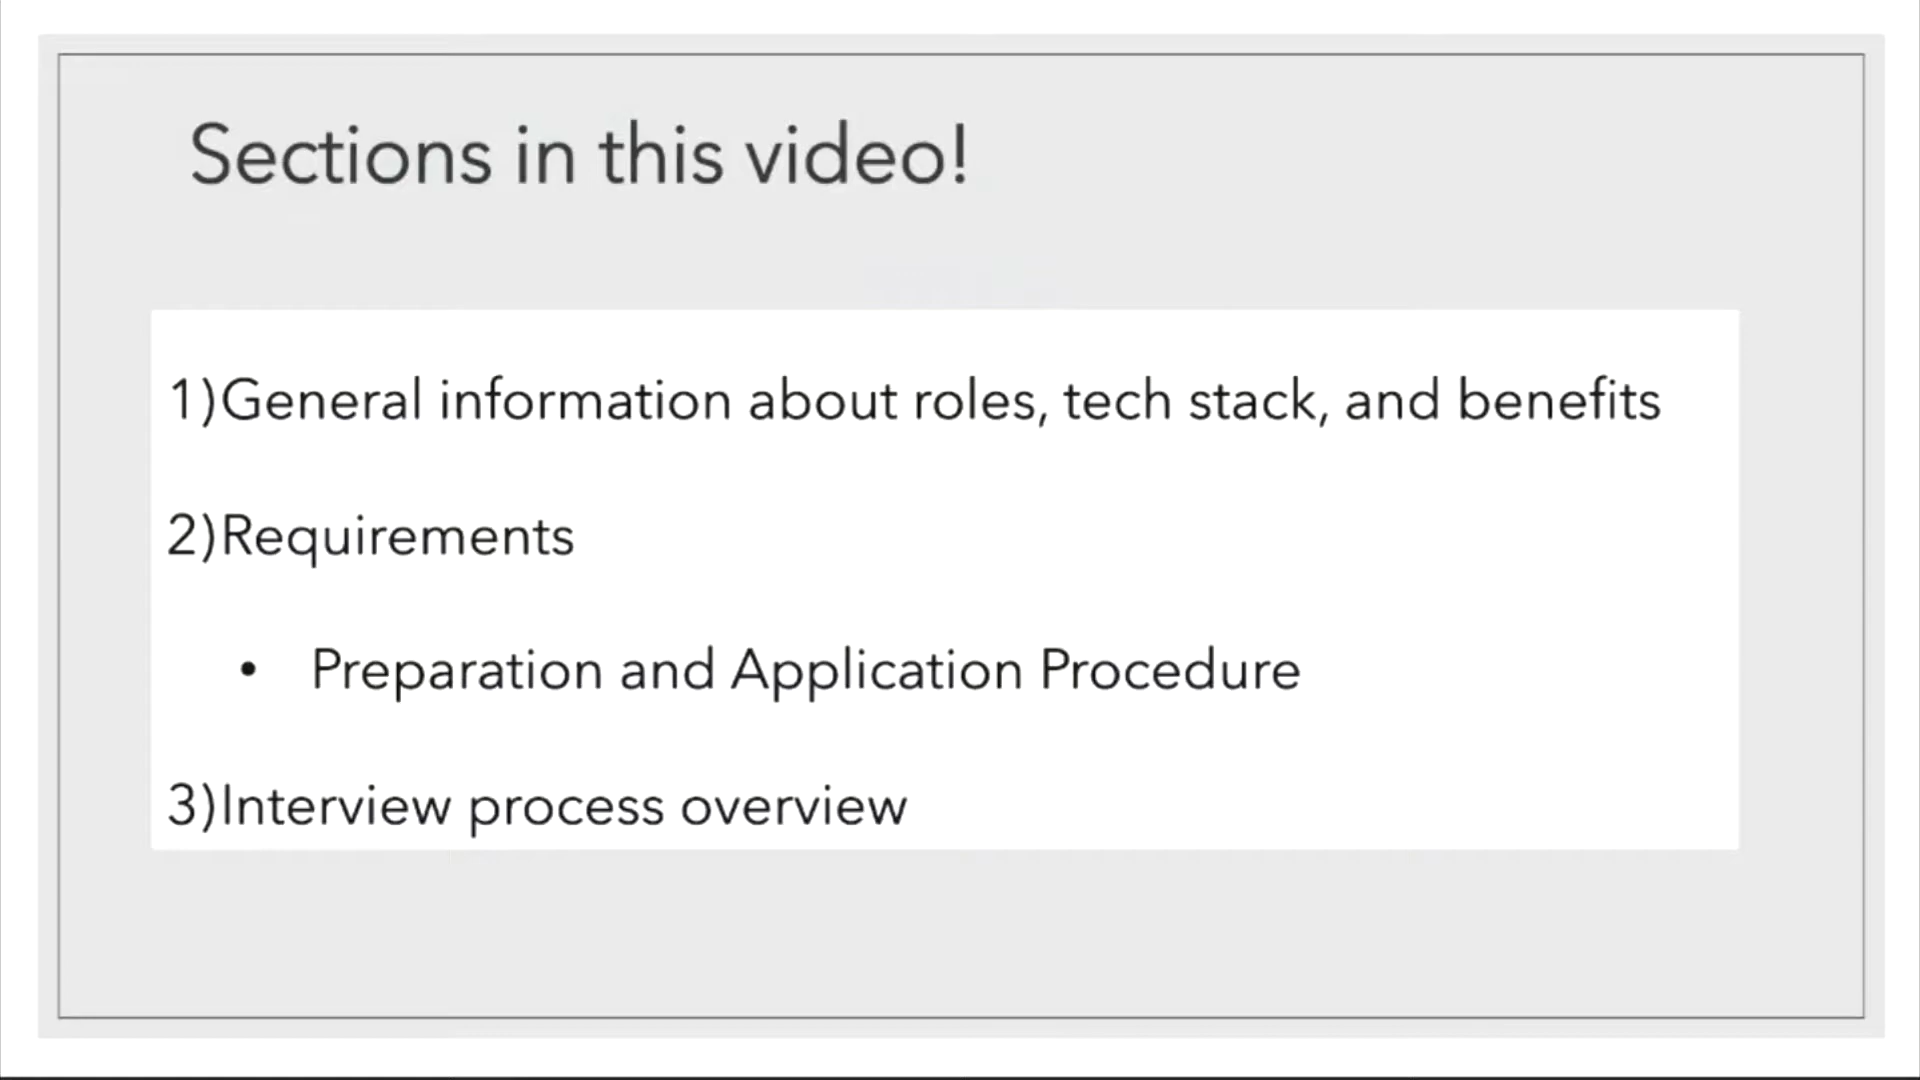 Sections in this video!
1)General information about roles, tech stack, and benefits
2)Requirements
• Preparation and Application Procedure
3)Interview process overview